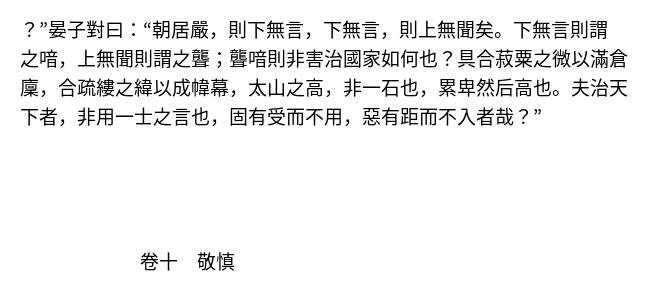 ？”晏子對曰：“朝居嚴，則下無言，下無言，則上無聞矣。下無言則謂
之喑，上無聞則謂之聾；聾喑則非害治國家如何也？具合菽粟之微以滿倉
廩，合疏縷之緯以成幃幕，太山之高，非一石也，累卑然后高也。夫治天
下者，非用一士之言也，固有受而不用，惡有距而不入者哉？”
卷十　敬慎